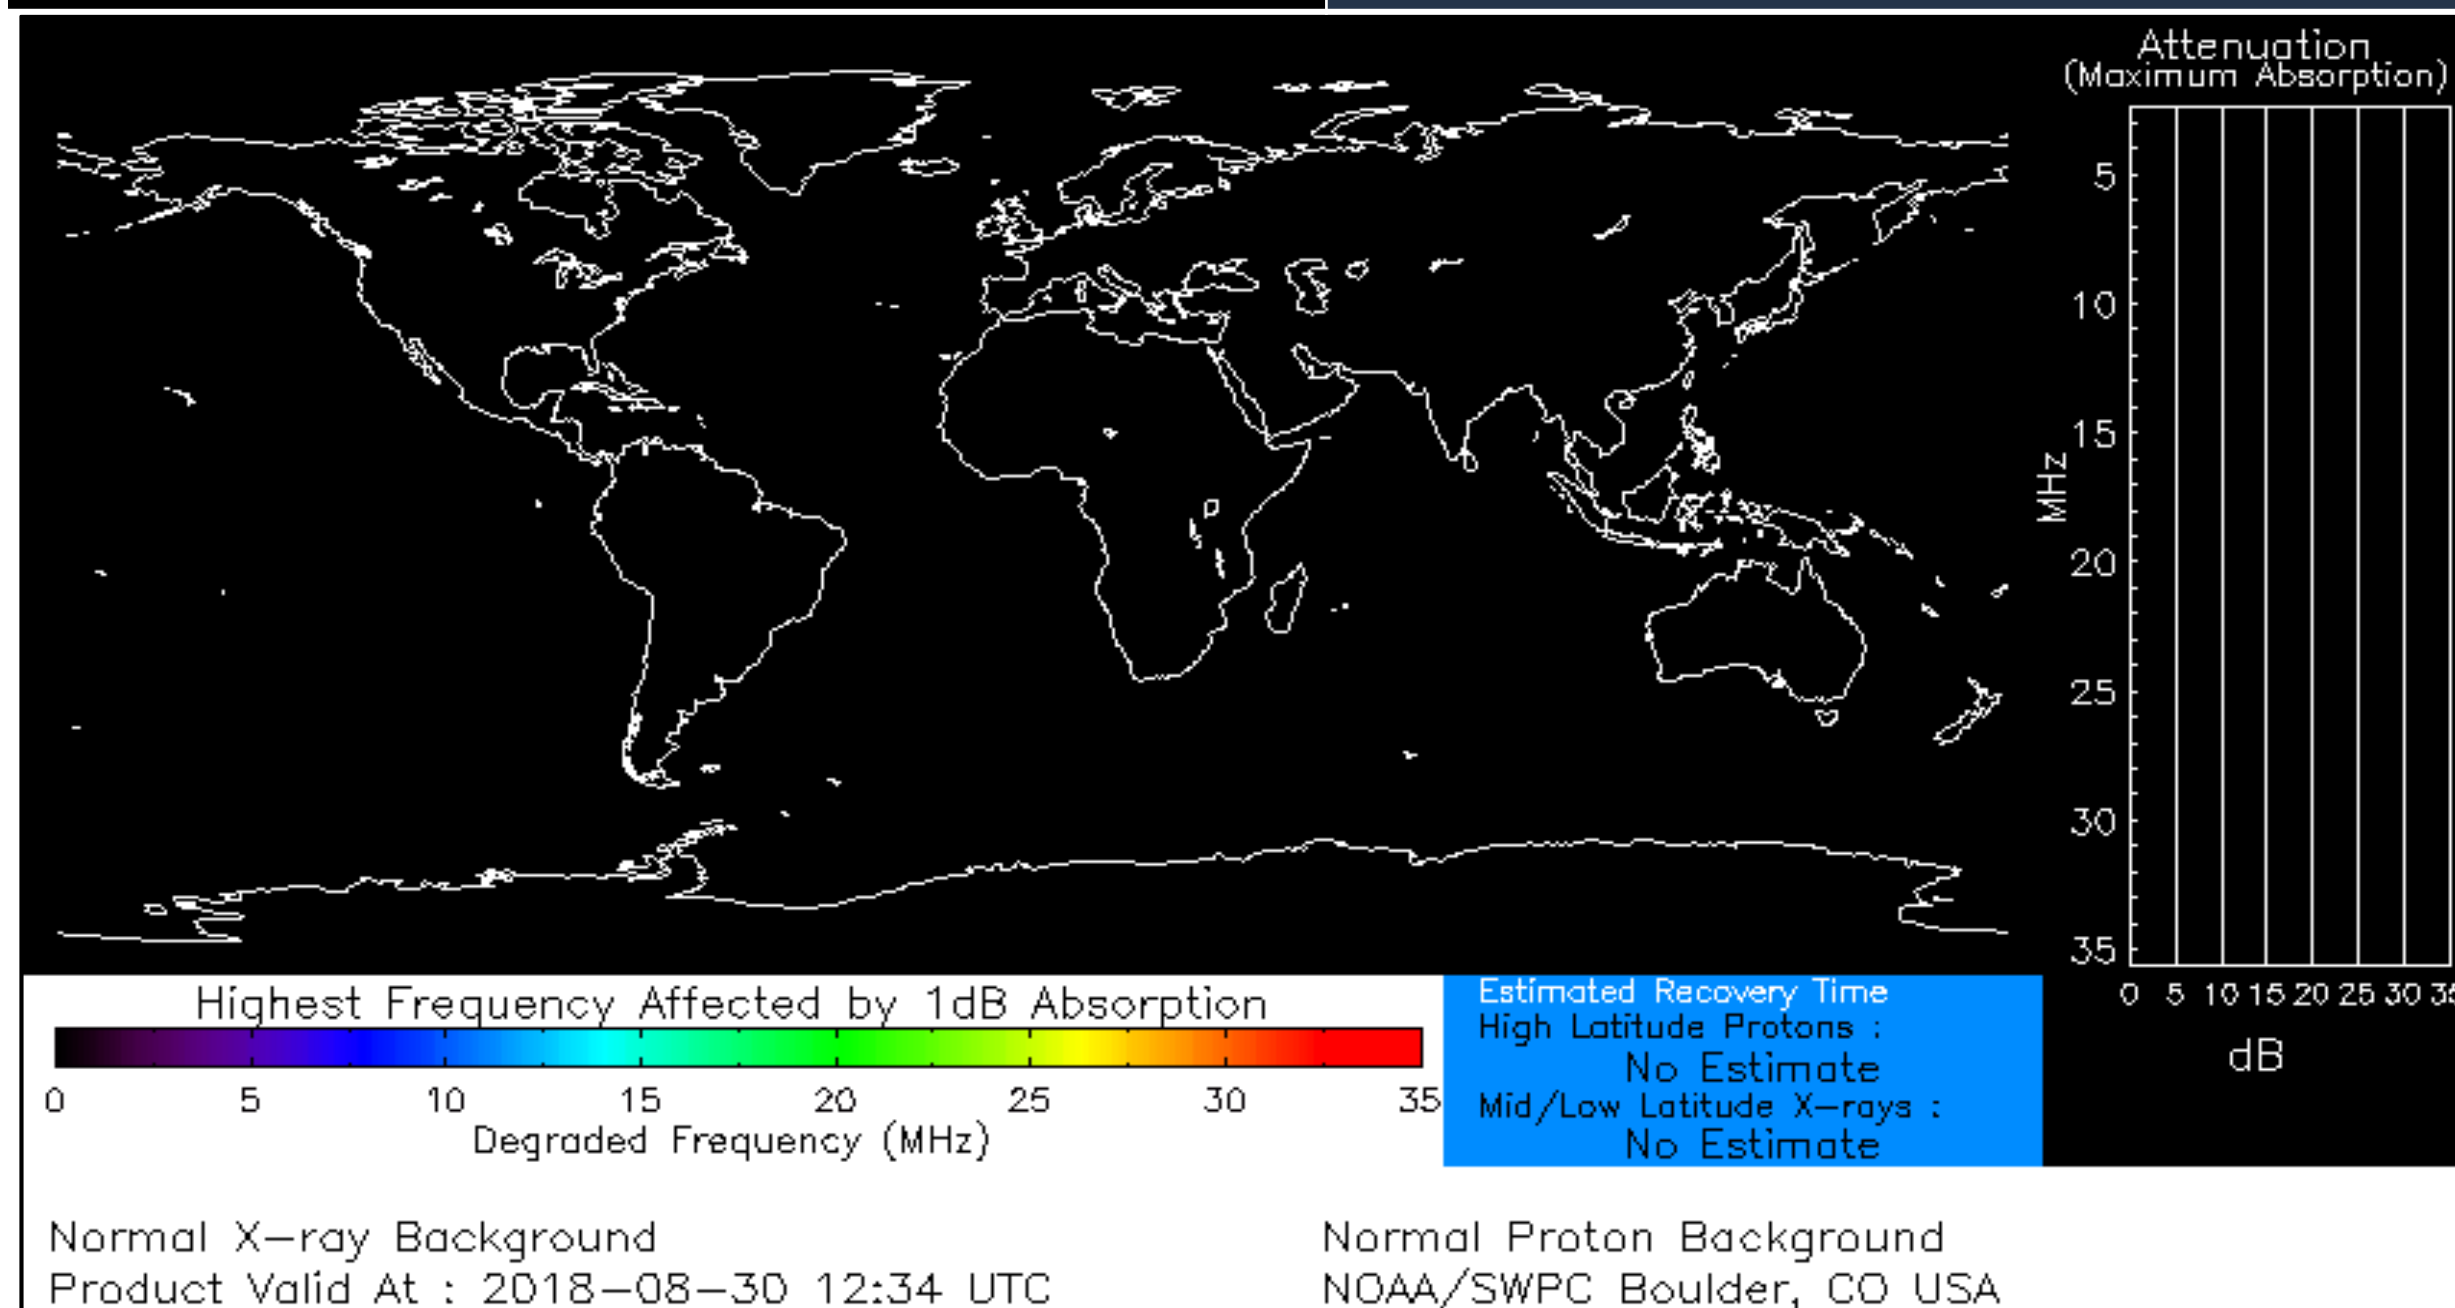 Attenuation
(Maximum Absorption)
5
10
15
20
25
30
35
MHz
0 5 10 15 20 25 30 35
dB
Highest Frequency Affected by 1dB Absorption
0 5 10 15 20 25 30 35
Degraded Frequency (MHz)
Estimated Recovery Time
High Latitude Protons :
No Estimate
Mid/Low Latitude X-rays :
No Estimate
Normal X-ray Background
Normal Proton Background
Product Valid At : 2018-08-30 12:34 UTC
NOAA/SWPC Boulder, CO USA